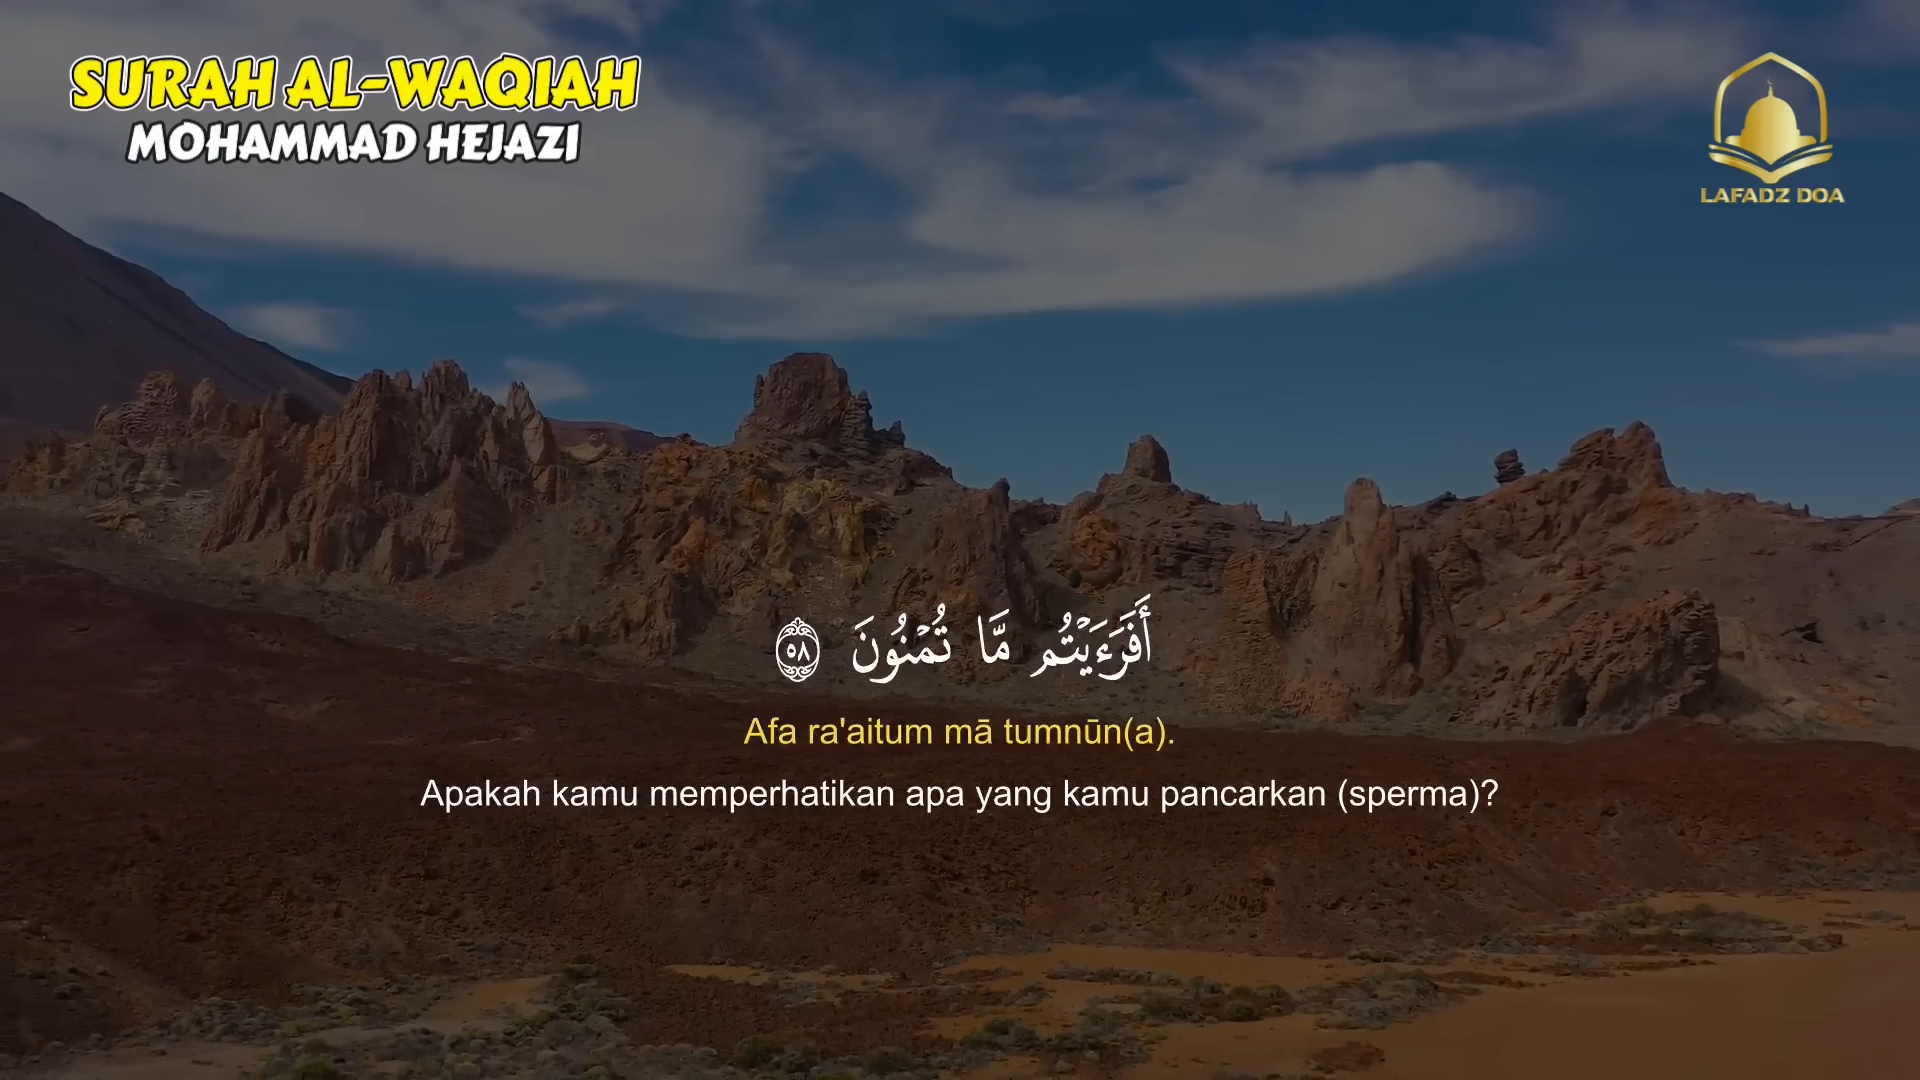 SURAH AL-WAQIAH
MOHAMMAD HEJAZI
LAFADZ DOA
أَفَرَءَيْتُم مَّا تُمْنُونَ ٥٨
Afa ra'aitum mā tumnūn(a).
Apakah kamu memperhatikan apa yang kamu pancarkan (sperma)?